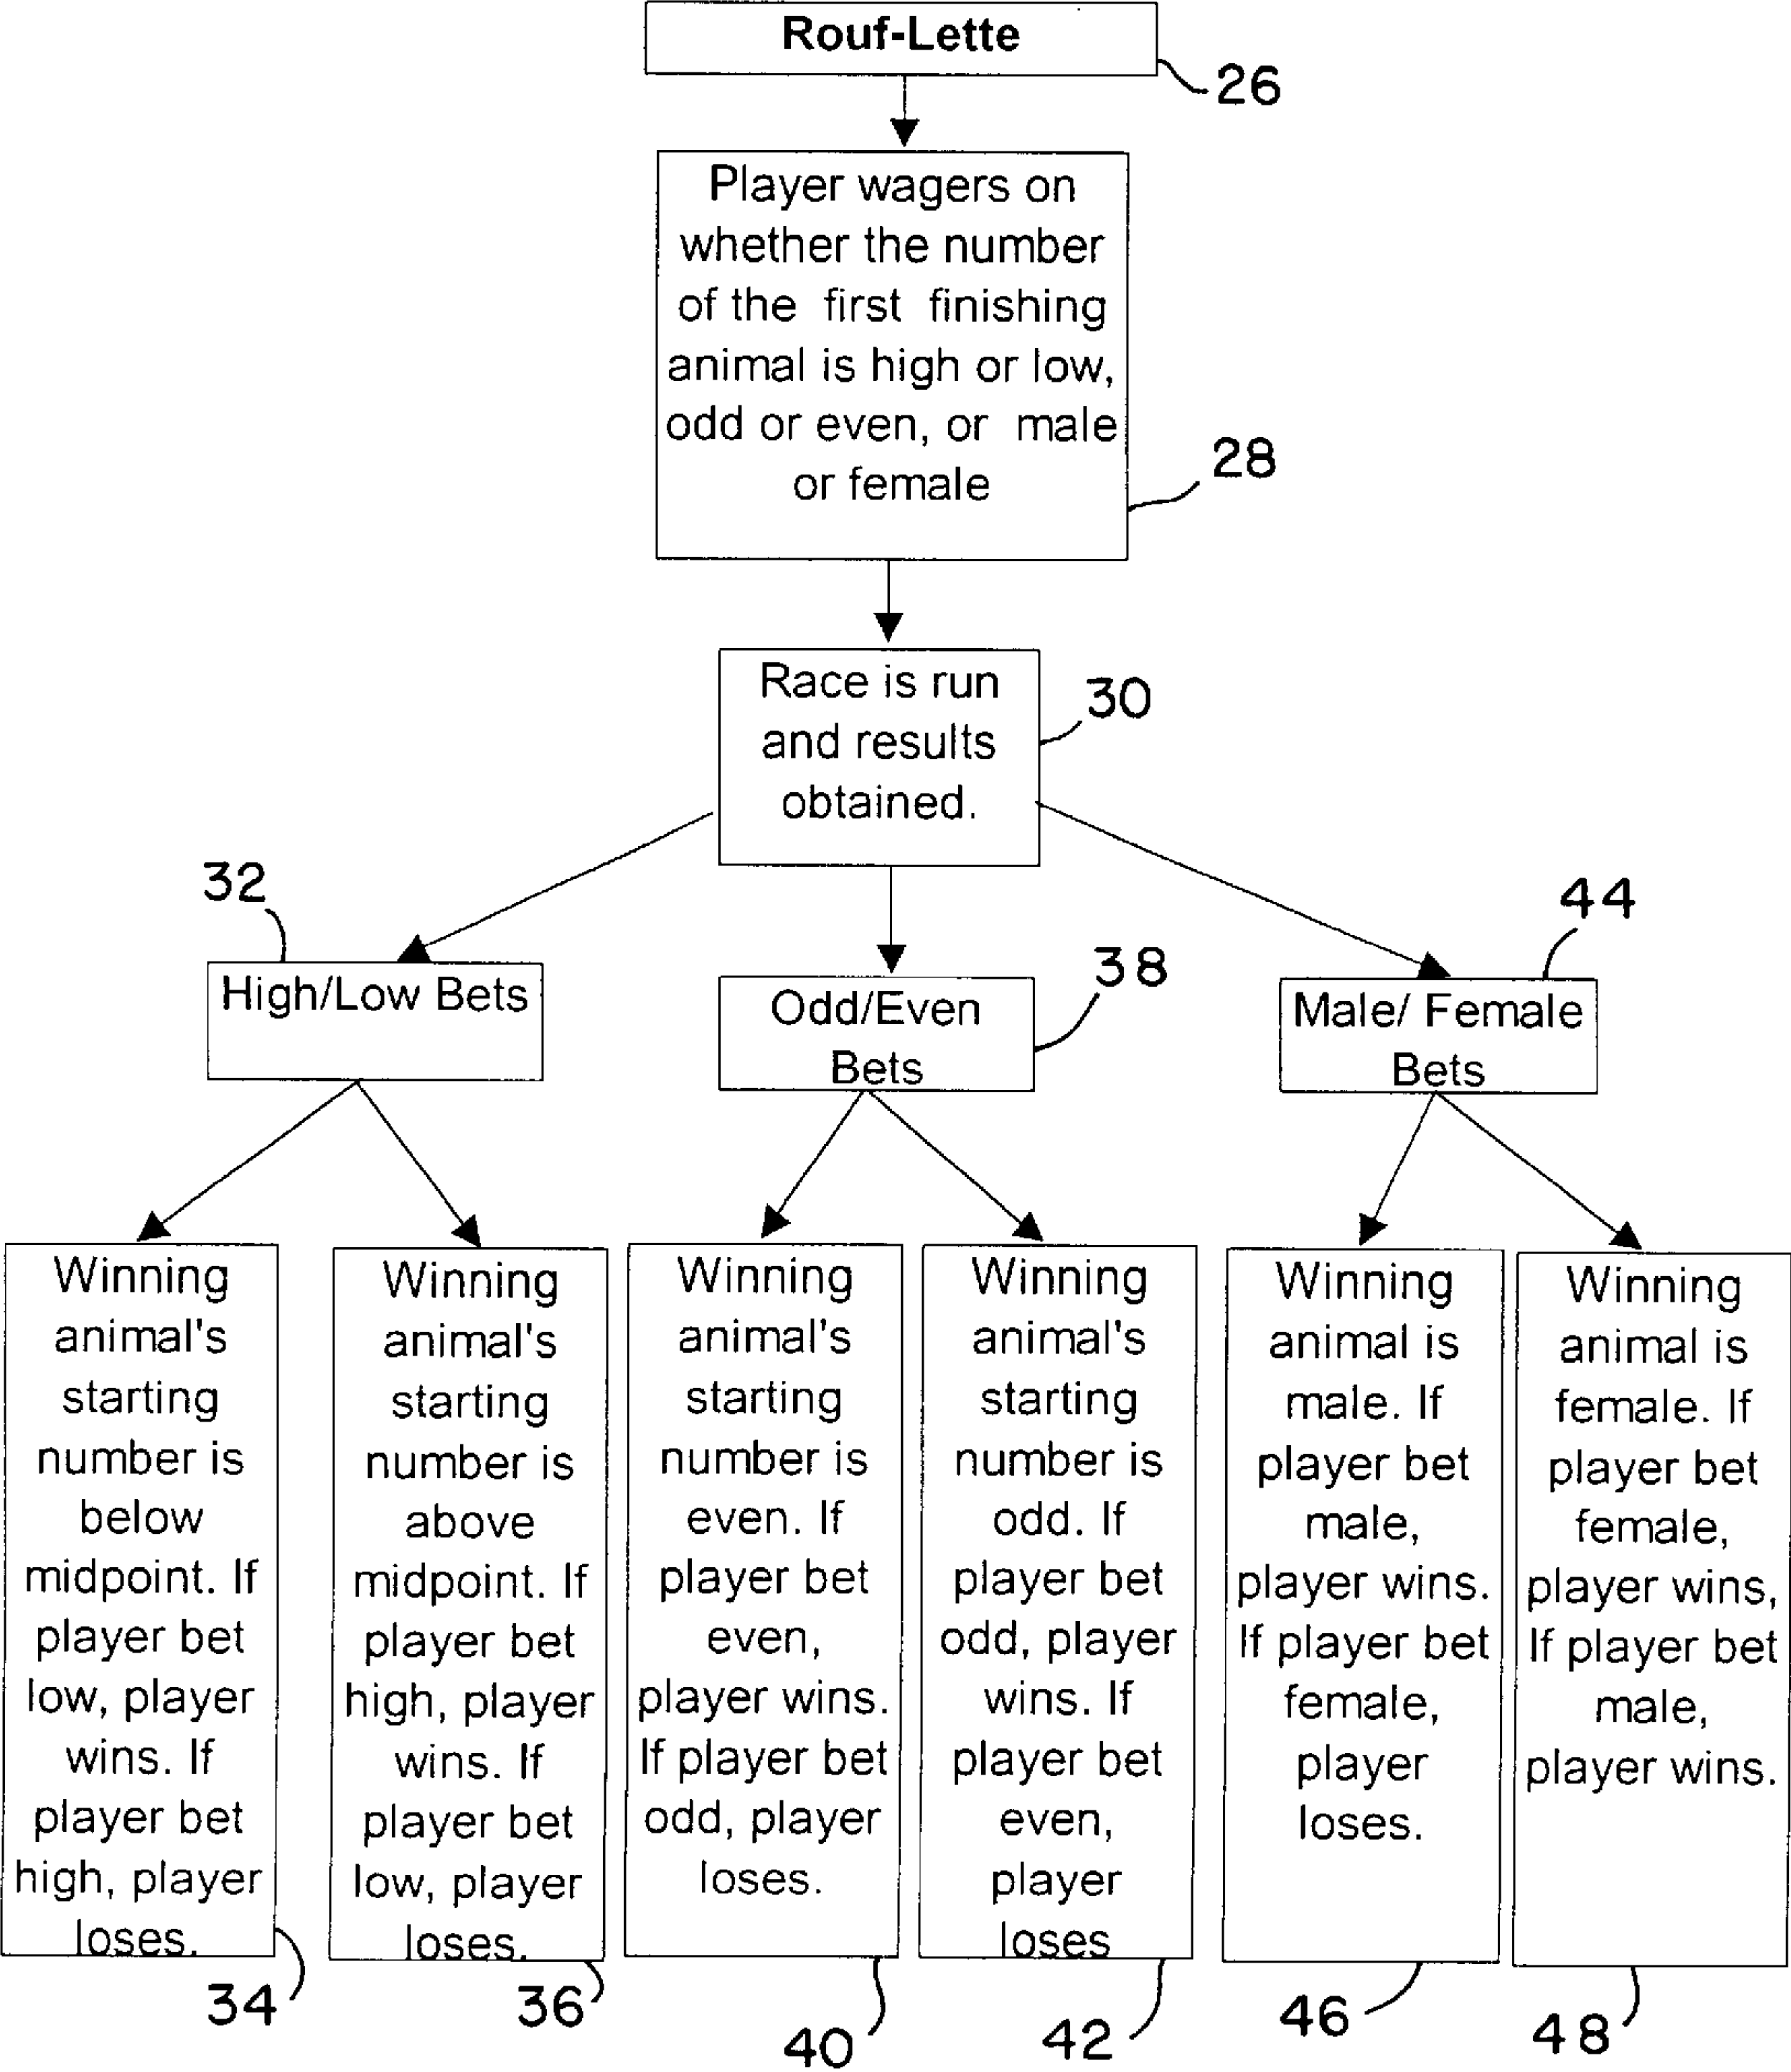 Rouf-Lette
26
Player wagers on
whether the number
of the first finishing
animal is high or low,
odd or even, or male
or female
28
Race is run
and results
obtained.
30
32
High/Low Bets
38
Odd/Even
Bets
44
Male/ Female
Bets
Winning
animal's
starting
number is
below
midpoint. If
player bet
low, player
wins. If
player bet
high, player
loses.
34
Winning
animal's
starting
number is
above
midpoint. If
player bet
high, player
wins. If
player bet
low, player
loses.
36
Winning
animal's
starting
number is
even. If
player bet
even,
player wins.
If player bet
odd, player
loses.
40
Winning
animal's
starting
number is
odd. If
player bet
odd, player
wins. If
player bet
even,
player
loses
42
Winning
animal is
male. If
player bet
male,
player wins.
If player bet
female,
player
loses.
46
Winning
animal is
female. If
player bet
female,
player wins,
If player bet
male,
player wins.
48